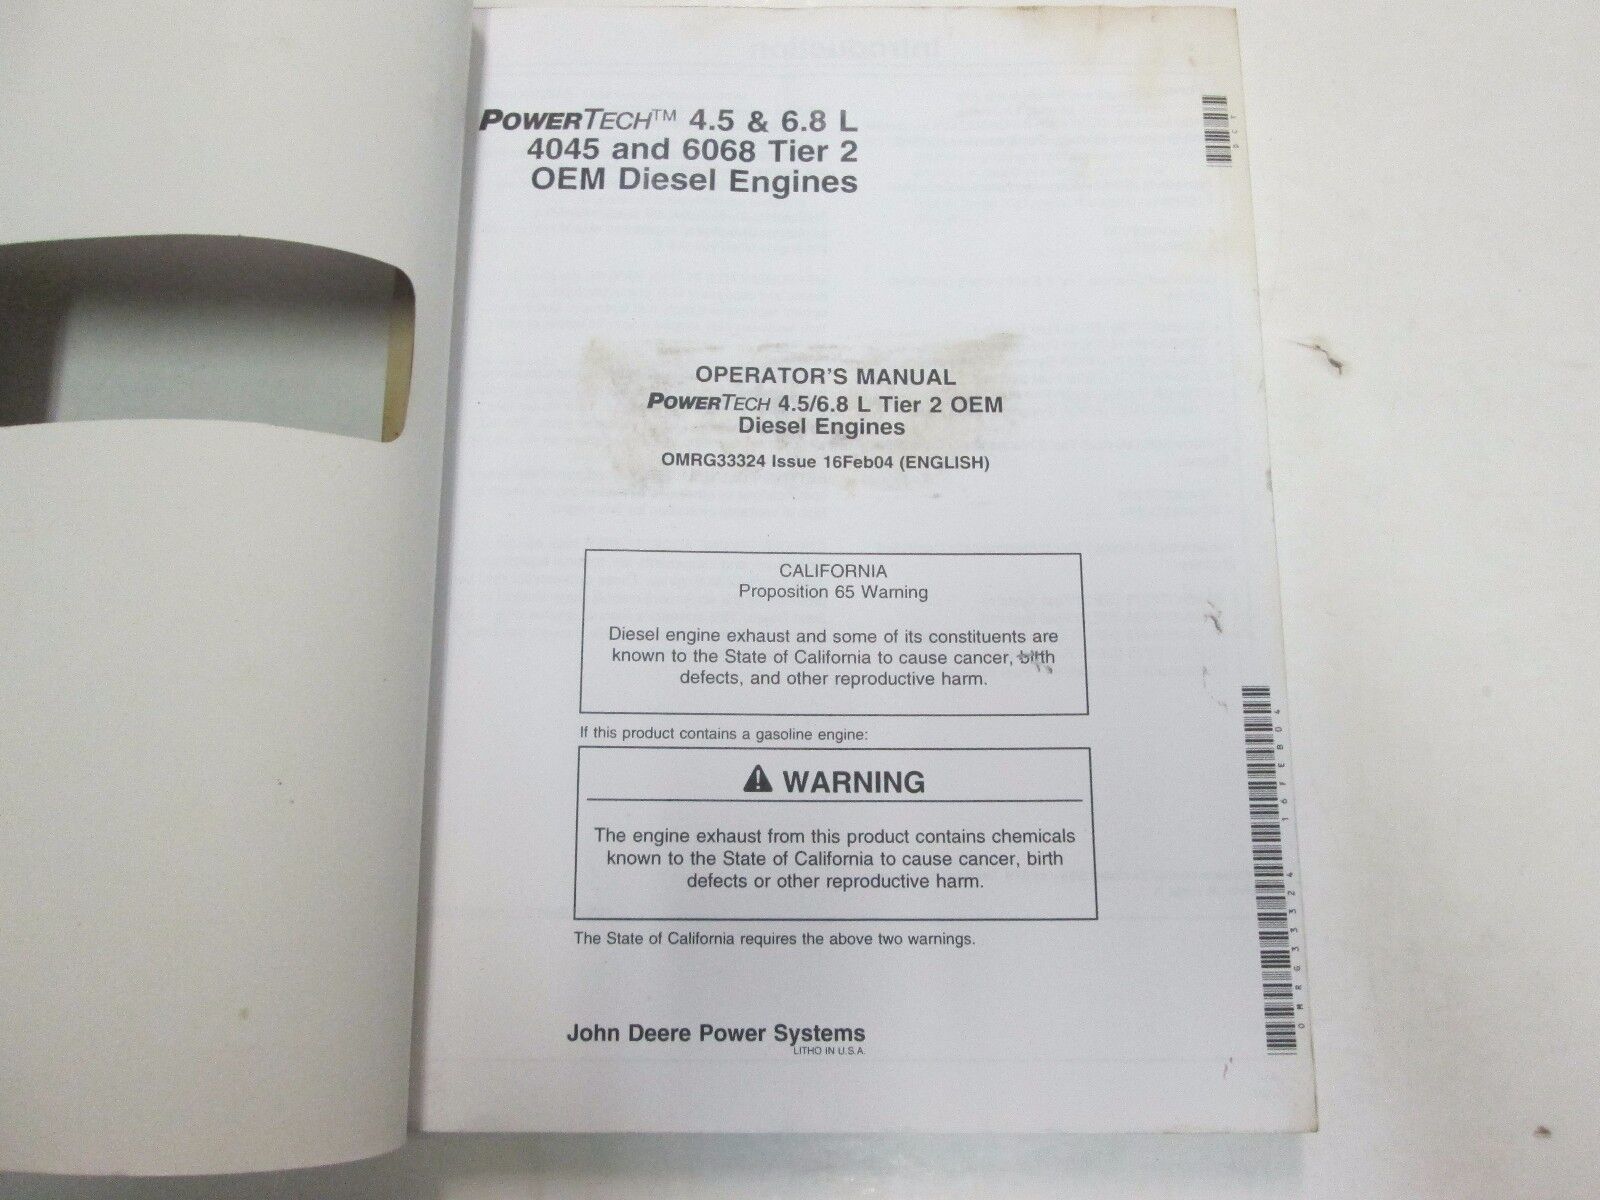 POWERTECH™ 4.5 & 6.8 L
4045 and 6068 Tier 2
OEM Diesel Engines
DCY
OPERATOR'S MANUAL
POWERTECH 4.5/6.8 L Tier 2 OEM
Diesel Engines
OMRG33324 Issue 16Feb04 (ENGLISH)
CALIFORNIA
Proposition 65 Warning
Diesel engine exhaust and some of its constituents are
known to the State of California to cause cancer, birth
defects, and other reproductive harm.
If this product contains a gasoline engine:
WARNING
The engine exhaust from this product contains chemicals
known to the State of California to cause cancer, birth
defects or other reproductive harm.
The State of California requires the above two warnings.
John Deere Power Systems
LITHO IN U.S.A.
OMRG33324 16FEB04